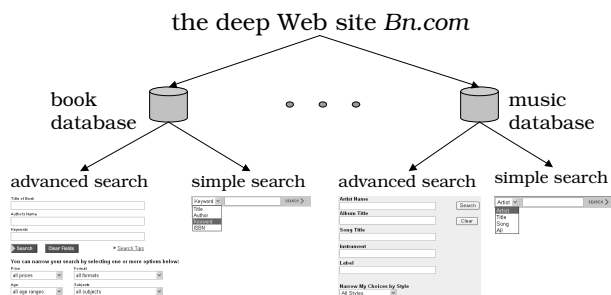 the deep Web site Bn.com
book
database
music
database
advanced search
simple search
advanced search
simple search
Title of Book
Author's Name
Keywords
Search
Clear Fields
Search Tips
You can narrow your search by selecting one or more options below:
Price
Format
all prices
all formats
Age
Subjects
all age ranges
all subjects
Keyword
SEARCH
Title
Author
Keyword
ISBN
Artist Name
Search
Album Title
Clear
Song Title
Instrument
Label
Narrow My Choices by Style
All Styles
Artist
SEARCH
Artist
Title
Song
All